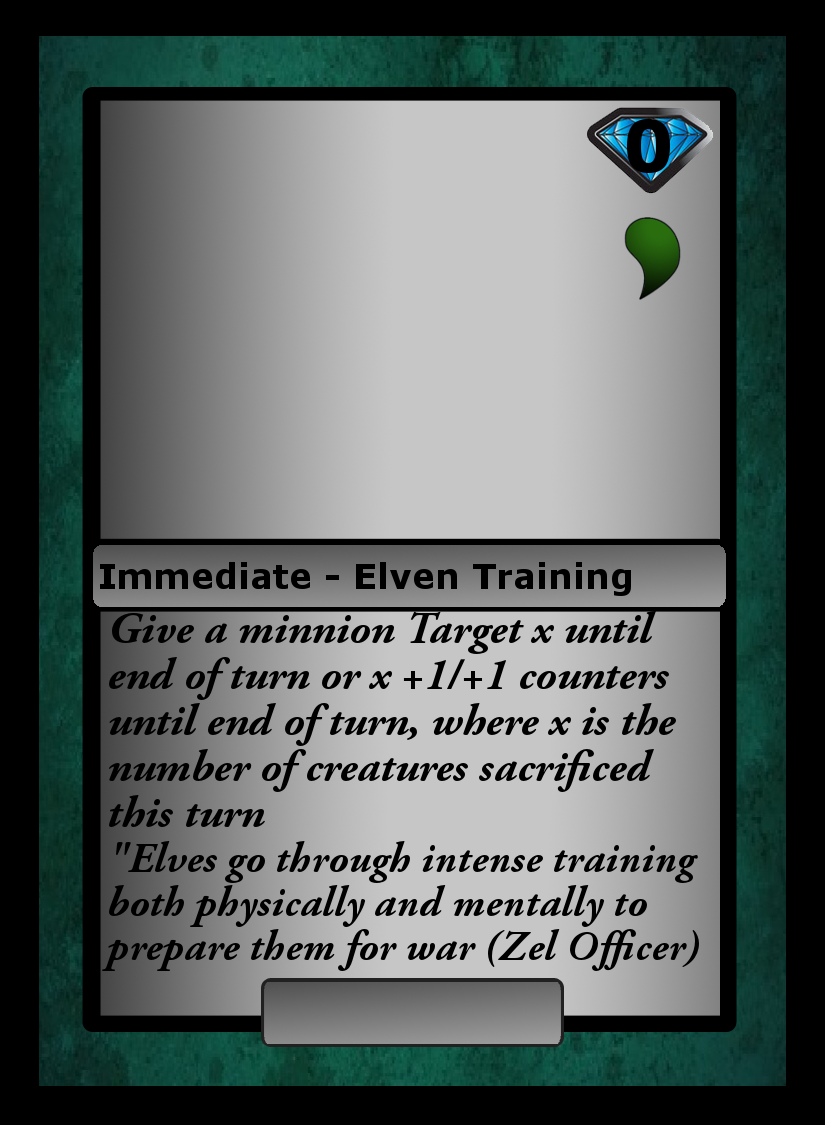 0
Immediate - Elven Training
Give a minnion Target x until
end of turn or x +1/+1 counters
until end of turn, where x is the
number of creatures sacrificed
this turn
"Elves go through intense training
both physically and mentally to
prepare them for war (Zel Officer)